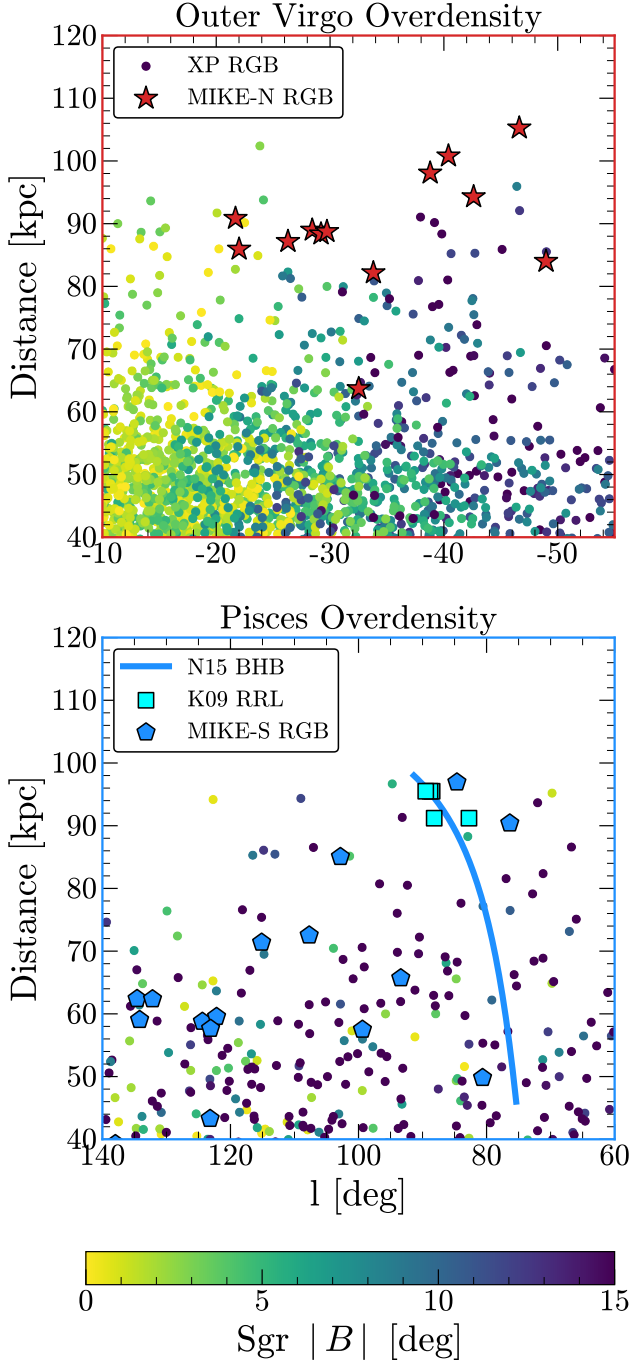 Outer Virgo Overdensity
120
110
100
90
80
70
60
50
40
Distance [kpc]
XP RGB
MIKE-N RGB
-10 -20 -30 -40 -50
Pisces Overdensity
120
110
100
90
80
70
60
50
40
Distance [kpc]
N15 BHB
K09 RRL
MIKE-S RGB
140 120 100 80 60
l [deg]
0 5 10 15
Sgr |B| [deg]